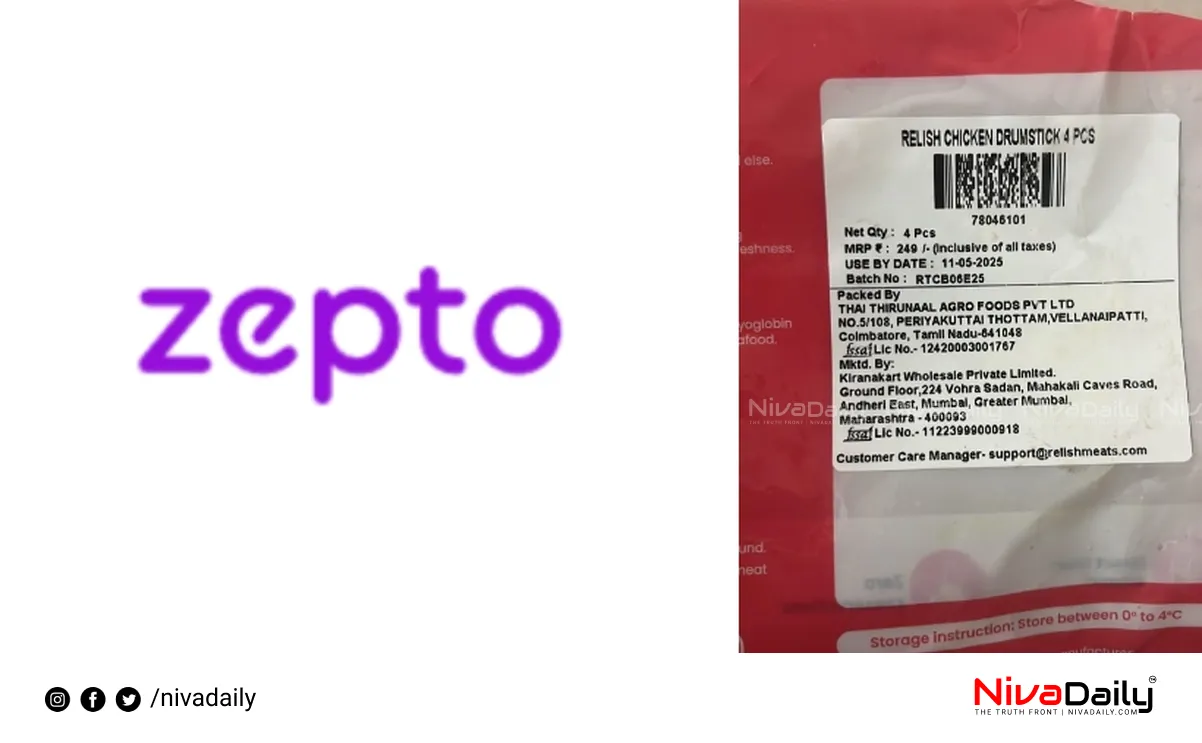 zepto
else.
eshness.
yoglobin
afood.
RELISH CHICKEN DRUMSTICK 4 PCS
78046101
Net Qty : 4 Pcs
MRP ₹ : 249 /- (Inclusive of all taxes)
USE BY DATE : 11-05-2025
Batch No : RTCB06E25
Packed By
THAI THIRUNAAL AGRO FOODS PVT LTD
NO.5/108, PERIYAKUTTAI THOTTAM,VELLANAIPATTI,
Coimbatore, Tamil Nadu-641048
fssai Lic No.- 12420003001767
Mktd. By:
Kiranakart Wholesale Private Limited.
Ground Floor,224 Vohra Sadan, Mahakali Caves Road,
Andheri East, Mumbai, Greater Mumbai,
Maharashtra - 400093
fssai Lic No.- 11223999000918
Customer Care Manager- support@relishmeats.com
und.
neat
Zero
Storage instruction: Store between 0° to 4°C
NivaDaily
/nivadaily
NivaDaily
THE TRUTH FRONT | NIVADAILY.COM